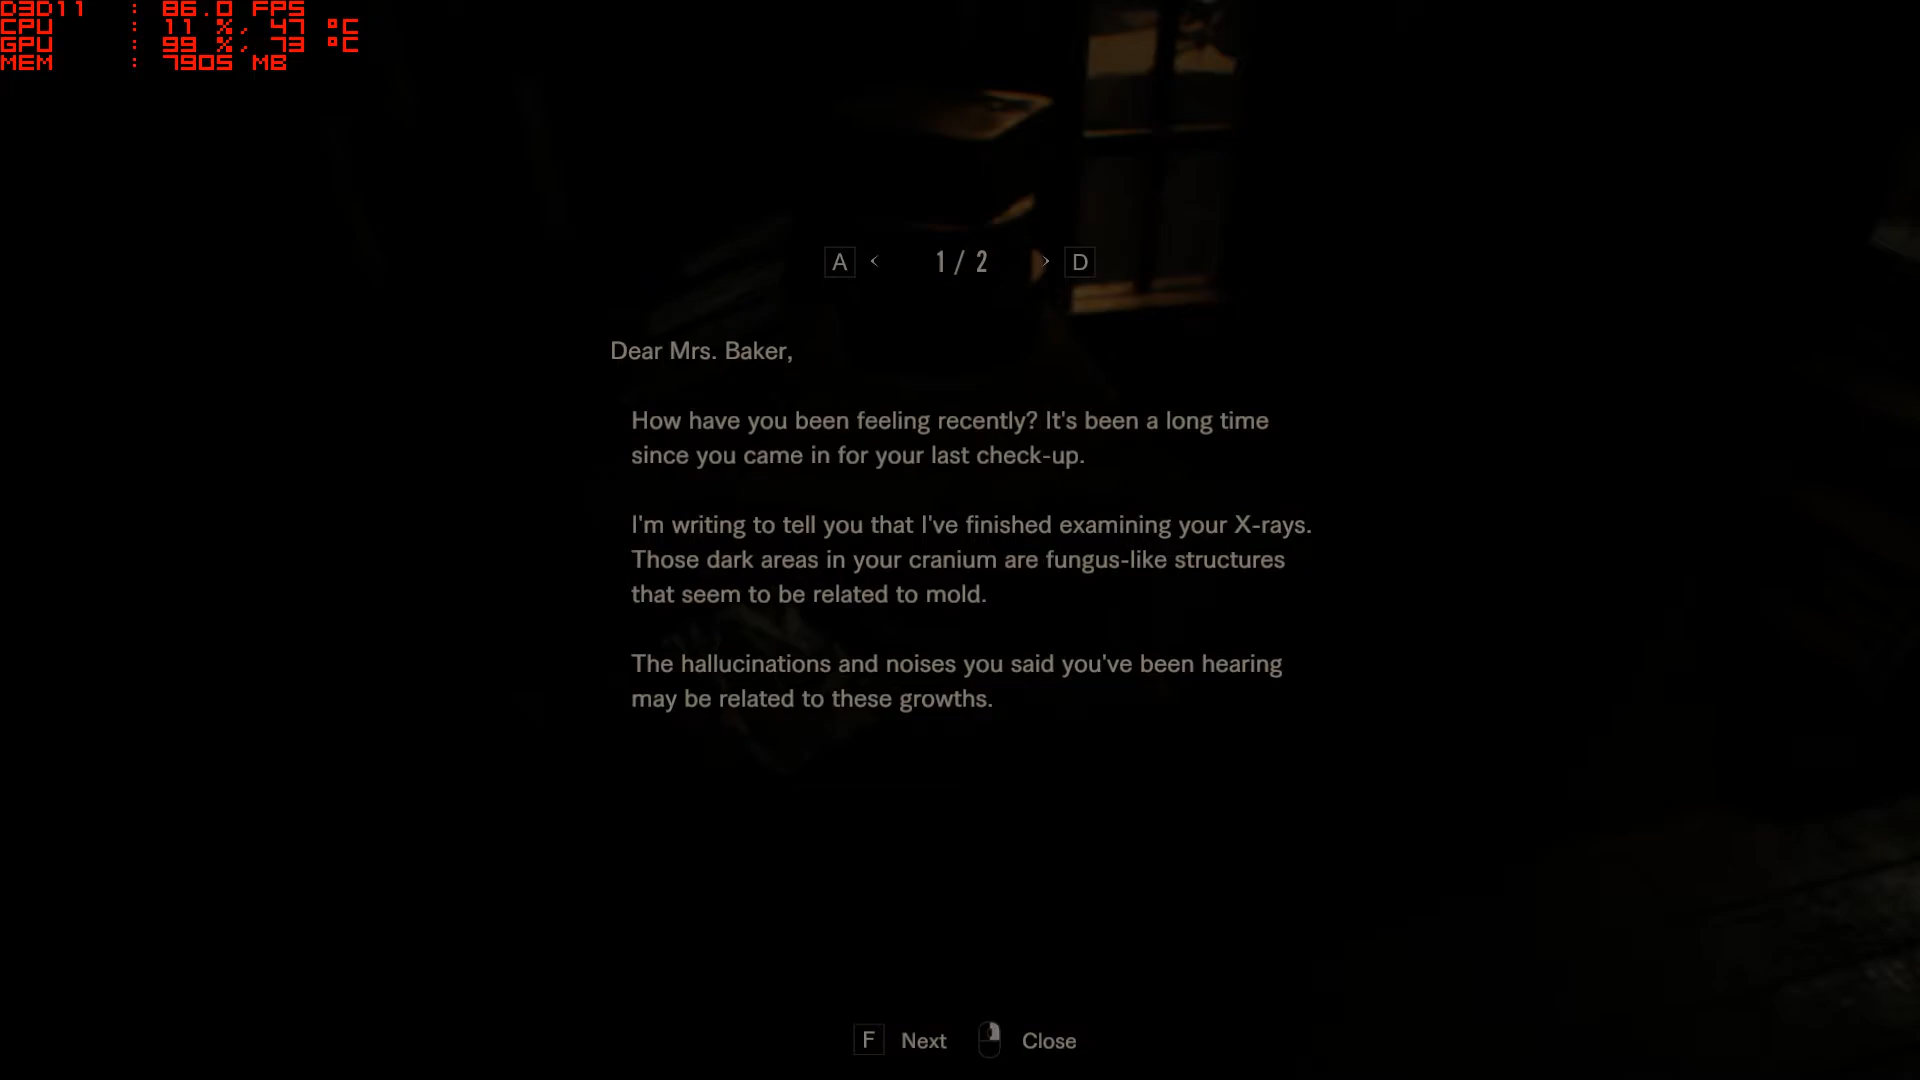 D3D11 : 86.0 FPS
CPU : 11 %, 47 °C
GPU : 99 %, 73 °C
MEM : 7905 MB
A < 1 / 2 > D
Dear Mrs. Baker,
How have you been feeling recently? It's been a long time
since you came in for your last check-up.
I'm writing to tell you that I've finished examining your X-rays.
Those dark areas in your cranium are fungus-like structures
that seem to be related to mold.
The hallucinations and noises you said you've been hearing
may be related to these growths.
F Next Close